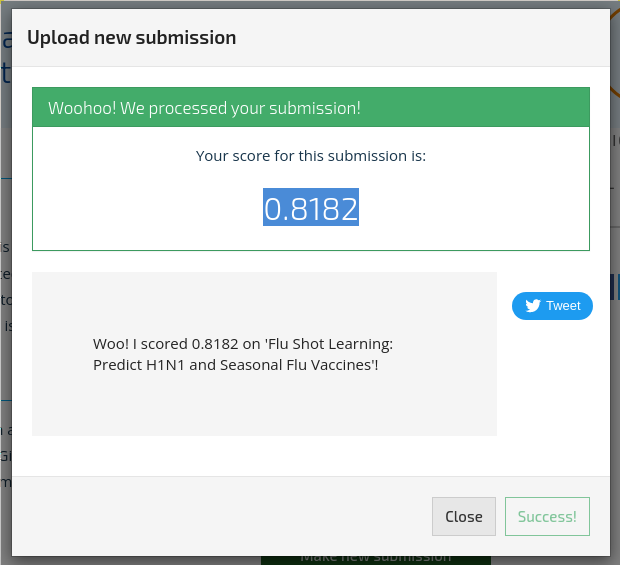 Upload new submission
Woohoo! We processed your submission!
Your score for this submission is:
0.8182
Woo! I scored 0.8182 on 'Flu Shot Learning:
Predict H1N1 and Seasonal Flu Vaccines'!
Tweet
Close
Success!
Make new submission